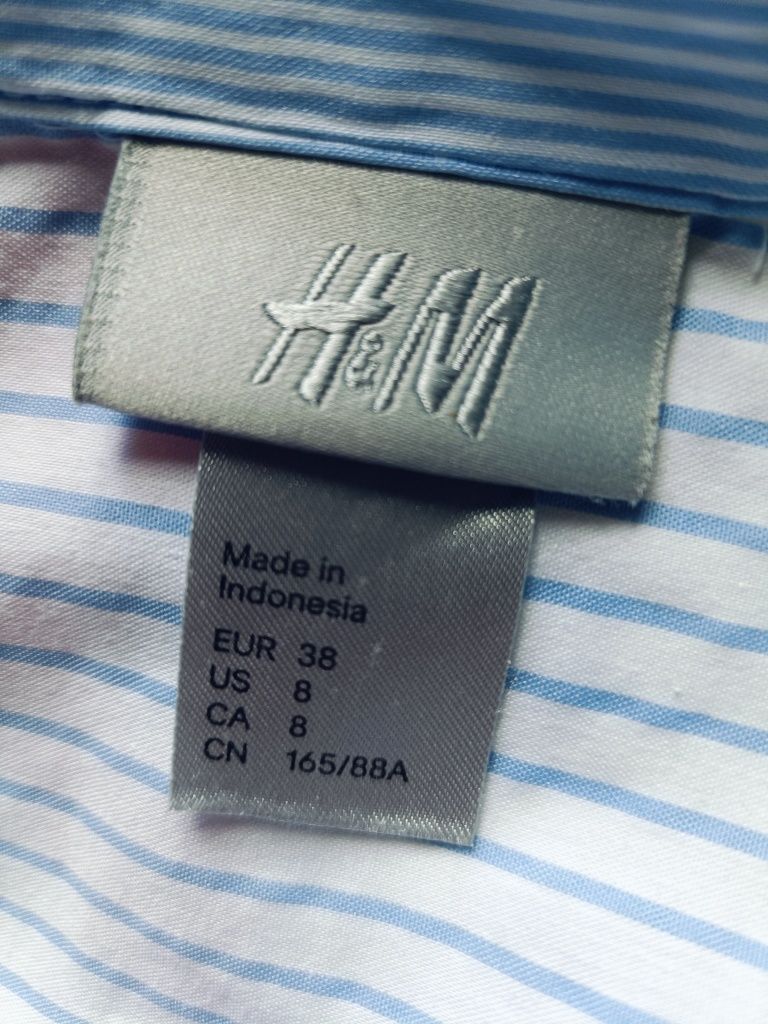 H&M
Made in
Indonesia
EUR 38
US 8
CA 8
CN 165/88A